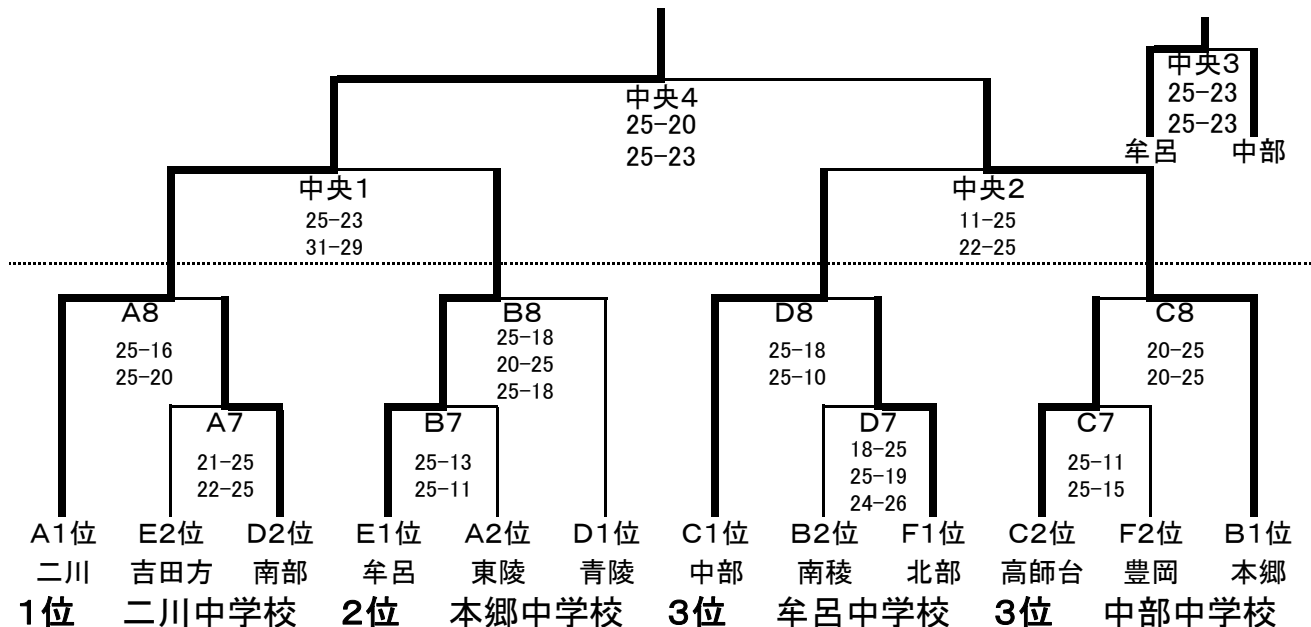 中央3
25-23
25-23
牟呂 中部
中央4
25-20
25-23
中央1
25-23
31-29
中央2
11-25
22-25
A8
25-16
25-20
B8
25-18
20-25
25-18
D8
25-18
25-10
C8
20-25
20-25
A7
21-25
22-25
B7
25-13
25-11
D7
18-25
25-19
24-26
C7
25-11
25-15
A1位 E2位 D2位 E1位 A2位 D1位 C1位 B2位 F1位 C2位 F2位 B1位
二川 吉田方 南部 牟呂 東陵 青陵 中部 南稜 北部 高師台 豊岡 本郷
1位 二川中学校 2位 本郷中学校 3位 牟呂中学校 3位 中部中学校